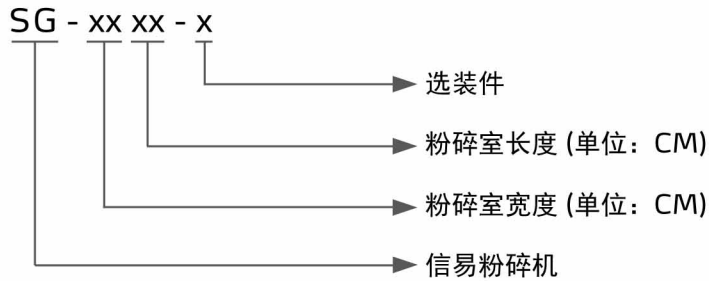 SG - xx xx - x
选装件
粉碎室长度 (单位：CM)
粉碎室宽度 (单位：CM)
信易粉碎机